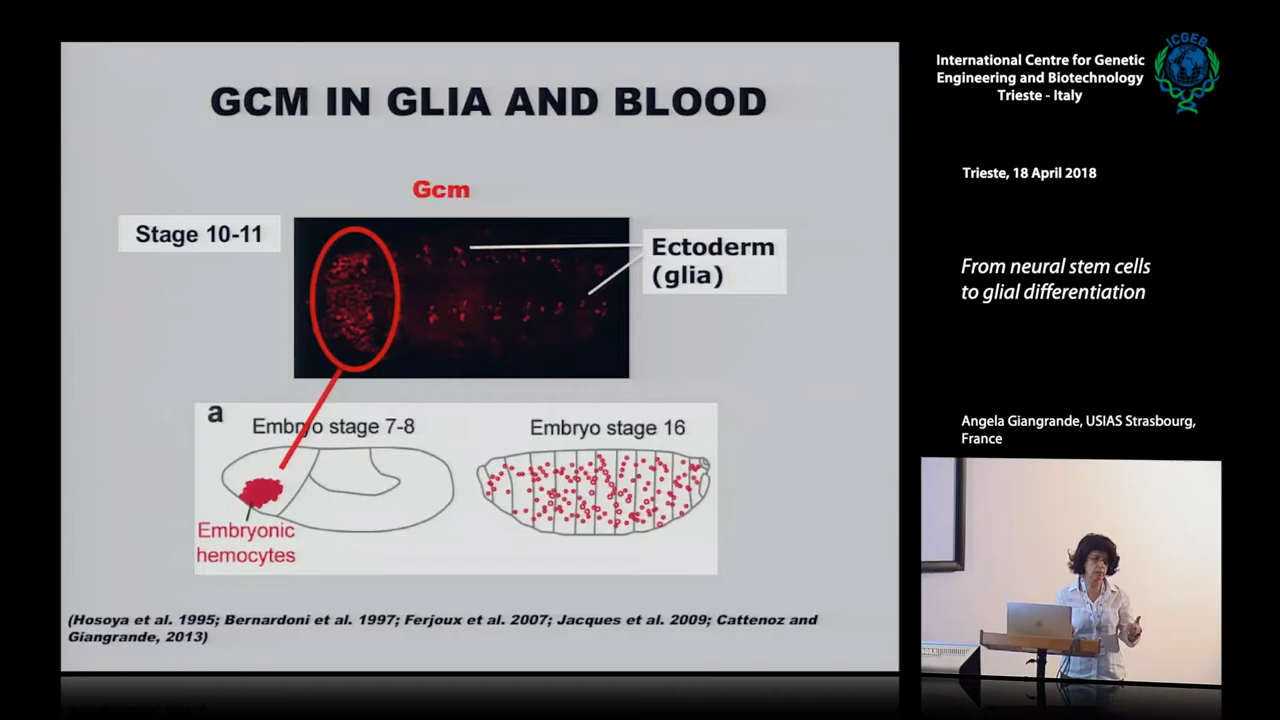 GCM IN GLIA AND BLOOD
Gcm
Stage 10-11
Ectoderm
(glia)
a
Embryo stage 7-8
Embryo stage 16
Embryonic
hemocytes
(Hosoya et al. 1995; Bernardoni et al. 1997; Ferjoux et al. 2007; Jacques et al. 2009; Cattenoz and
Giangrande, 2013)
International Centre for Genetic
Engineering and Biotechnology
Trieste - Italy
ICGEB
Trieste, 18 April 2018
From neural stem cells
to glial differentiation
Angela Giangrande, USIAS Strasbourg,
France